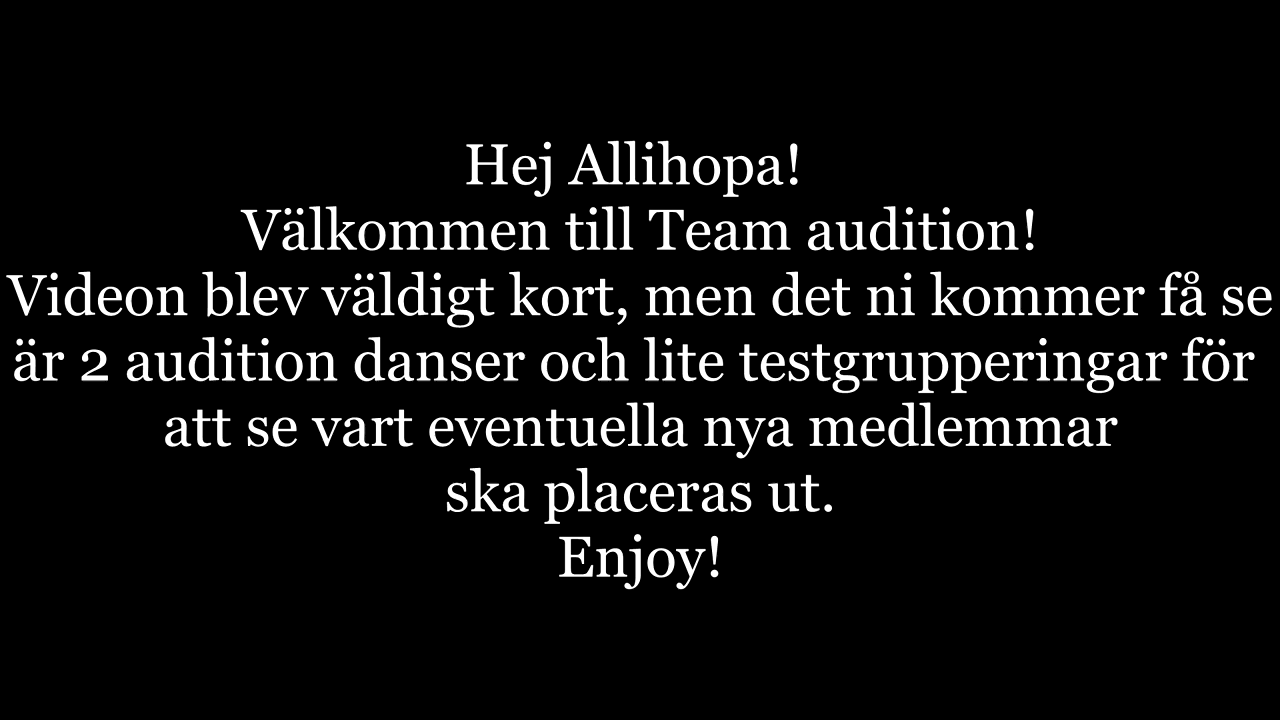 Hej Allihopa!
Välkommen till Team audition!
Videon blev väldigt kort, men det ni kommer få se
är 2 audition danser och lite testgrupperingar för
att se vart eventuella nya medlemmar
ska placeras ut.
Enjoy!